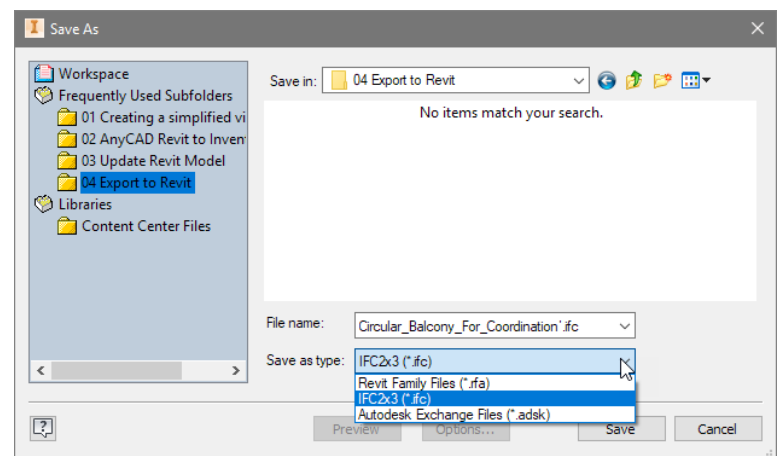 Save As
Workspace
Frequently Used Subfolders
01 Creating a simplified vi
02 AnyCAD Revit to Inven
03 Update Revit Model
04 Export to Revit
Libraries
Content Center Files
Save in: 04 Export to Revit
No items match your search.
File name: Circular_Balcony_For_Coordination'.ifc
Save as type: IFC2x3 (*.ifc)
Revit Family Files (*.rfa)
IFC2x3 (*.ifc)
Autodesk Exchange Files (*.adsk)
Preview Options... Save Cancel